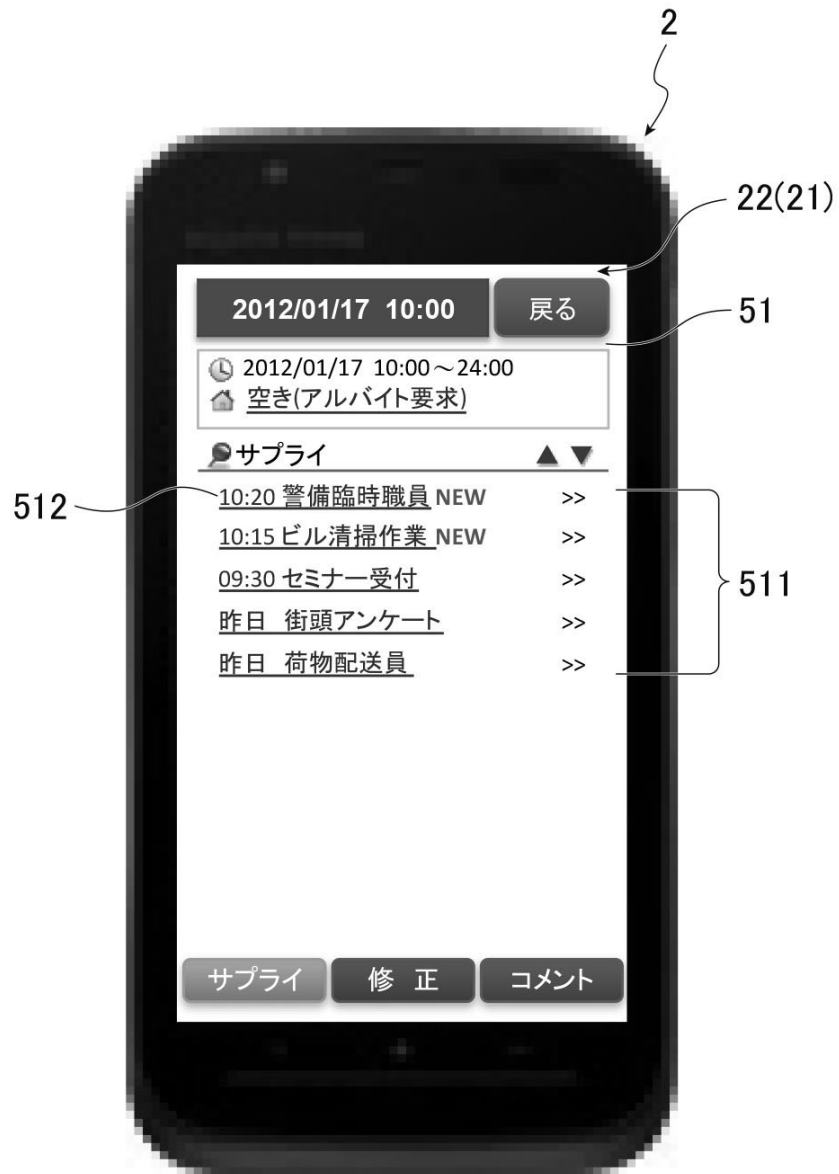 2
22(21)
2012/01/17 10:00 戻る
51
2012/01/17 10:00～24:00
空き(アルバイト要求)
サプライ ▲ ▼
512
10:20 警備臨時職員 NEW >>
10:15 ビル清掃作業 NEW >>
09:30 セミナー受付 >>
511
昨日 街頭アンケート >>
昨日 荷物配送員 >>
サプライ 修 正 コメント